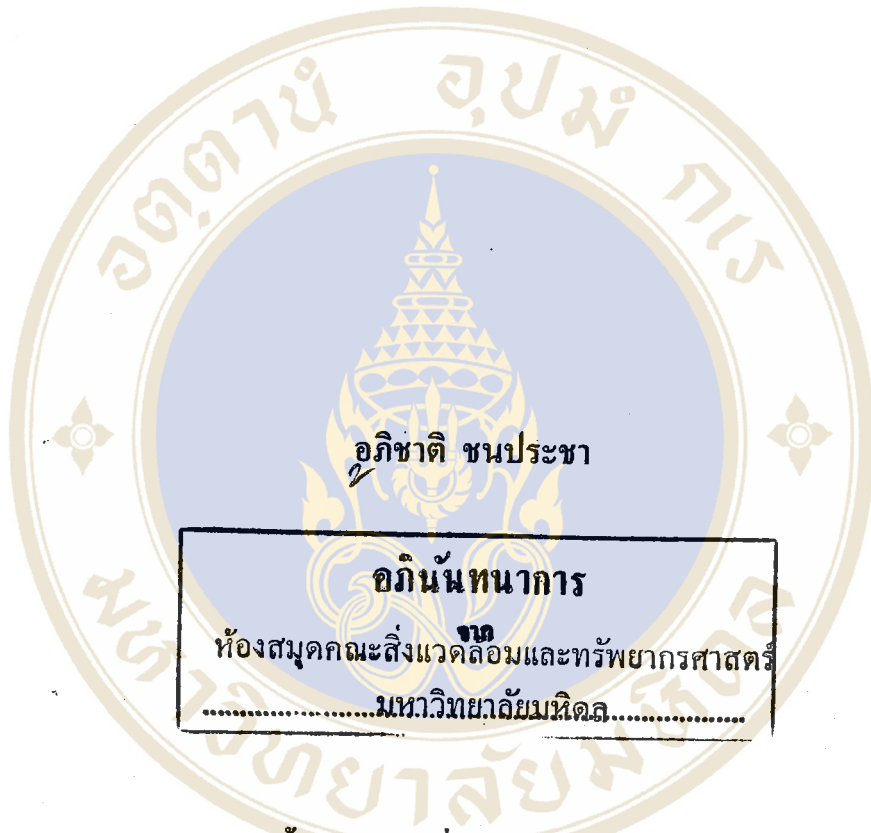 อตฺตานํ อุปมํ กเร
อภิชาติ ชนประชา
อภินันทนาการ
จาก
ห้องสมุดคณะสิ่งแวดล้อมและทรัพยากรศาสตร์
มหาวิทยาลัยมหิดล
มหาวิทยาลัยมหิดล